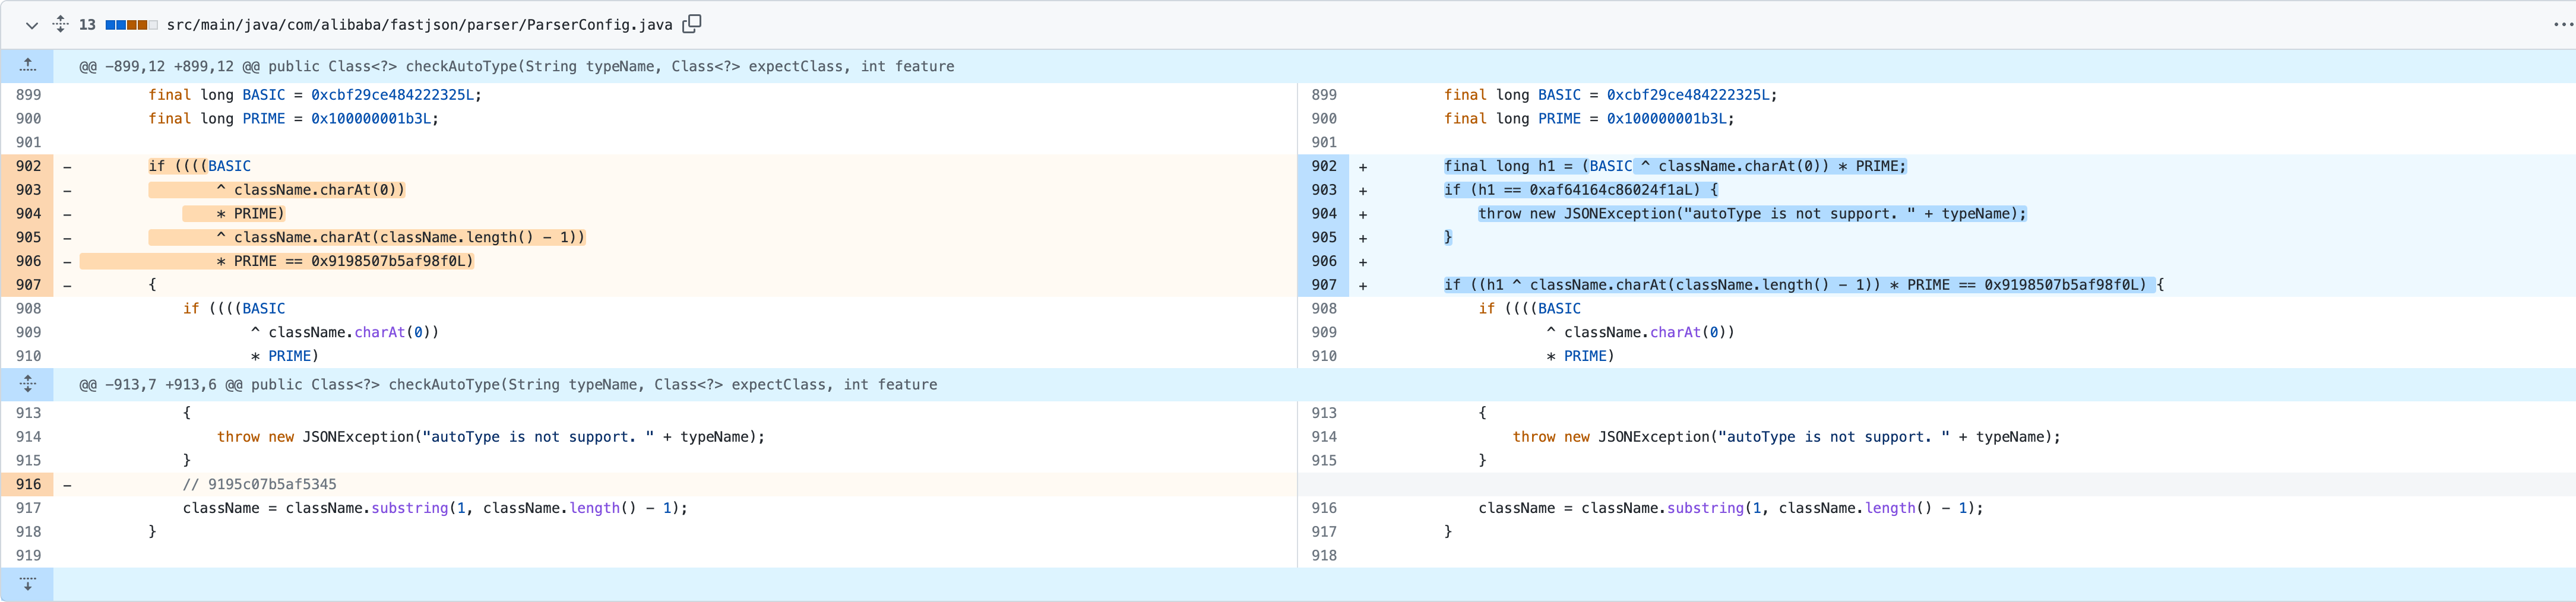 13 src/main/java/com/alibaba/fastjson/parser/ParserConfig.java
@@ -899,12 +899,12 @@ public Class<?> checkAutoType(String typeName, Class<?> expectClass, int feature
899 final long BASIC = 0xcbf29ce484222325L;
900 final long PRIME = 0x100000001b3L;
901
902 - if ((((BASIC
903 - ^ className.charAt(0))
904 - * PRIME)
905 - ^ className.charAt(className.length() - 1))
906 - * PRIME == 0x9198507b5af98f0L)
907 - {
908 if ((((BASIC
909 ^ className.charAt(0))
910 * PRIME)
899 final long BASIC = 0xcbf29ce484222325L;
900 final long PRIME = 0x100000001b3L;
901
902 + final long h1 = (BASIC ^ className.charAt(0)) * PRIME;
903 + if (h1 == 0xaf64164c86024f1aL) {
904 + throw new JSONException("autoType is not support. " + typeName);
905 + }
906 +
907 + if ((h1 ^ className.charAt(className.length() - 1)) * PRIME == 0x9198507b5af98f0L) {
908 if ((((BASIC
909 ^ className.charAt(0))
910 * PRIME)
@@ -913,7 +913,6 @@ public Class<?> checkAutoType(String typeName, Class<?> expectClass, int feature
913 {
914 throw new JSONException("autoType is not support. " + typeName);
915 }
916 - // 9195c07b5af5345
917 className = className.substring(1, className.length() - 1);
918 }
919
913 {
914 throw new JSONException("autoType is not support. " + typeName);
915 }
916 className = className.substring(1, className.length() - 1);
917 }
918